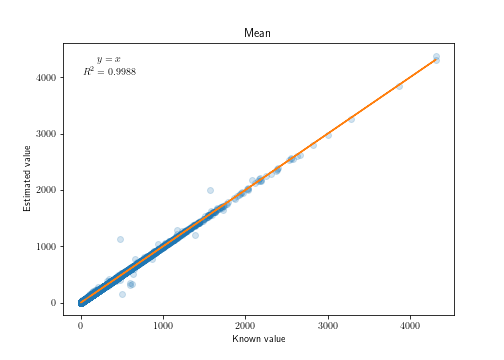 Mean
y = x
R² = 0.9988
Estimated value
4000
3000
2000
1000
0
0 1000 2000 3000 4000
Known value